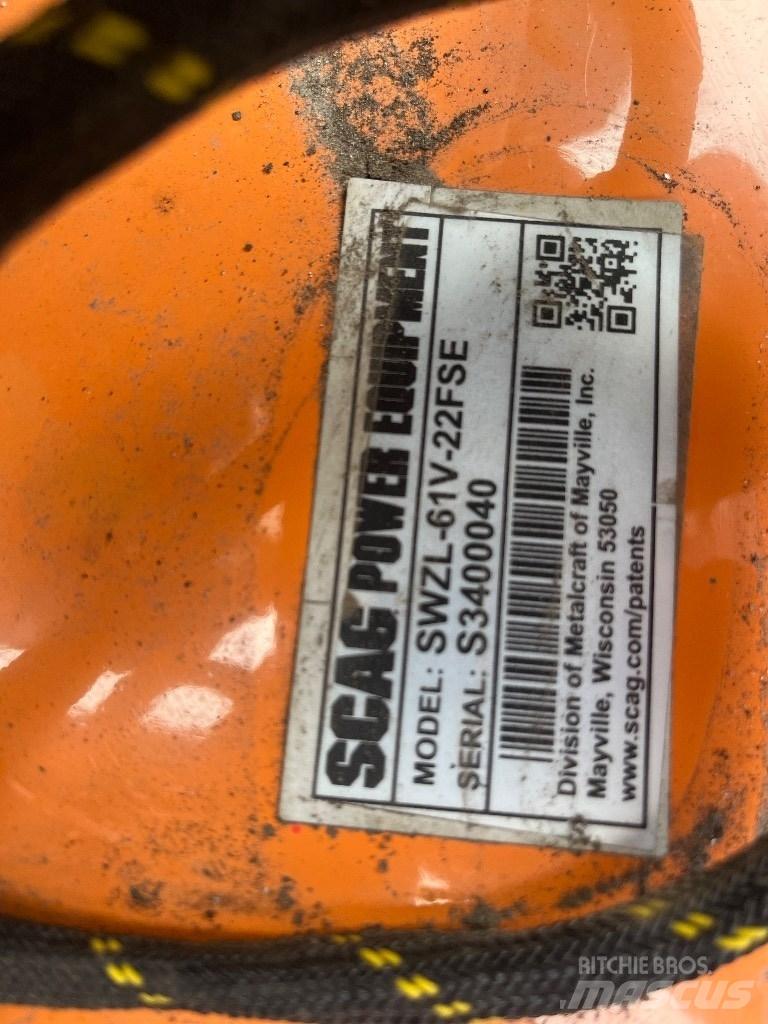 SCAG POWER EQUIPMENT
MODEL: SWZL-61V-22FSE
SERIAL: S3400040
Division of Metalcraft of Mayville, Inc.
Mayville, Wisconsin 53050
www.scag.com/patents
RITCHIE BROS.
MASCUS